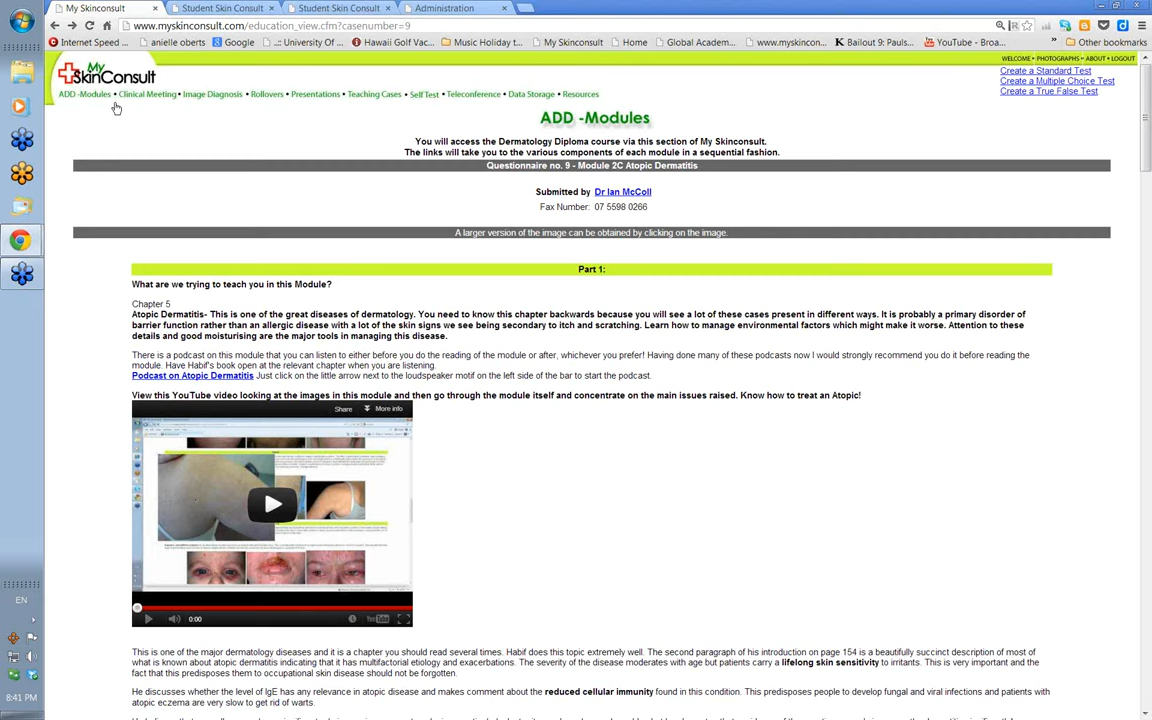 My Skinconsult
Student Skin Consult
Student Skin Consult
Administration
www.myskinconsult.com/education_view.cfm?casenumber=9
Internet Speed ...
anielle oberts
Google
..: University Of ...
Hawaii Golf Vac...
Music Holiday t...
My Skinconsult
Home
Global Academ...
www.myskincon...
Bailout 9: Pauls...
YouTube - Broa...
»
Other bookmarks
WELCOME • PHOTOGRAPHS • ABOUT • LOGOUT
My
SkinConsult
Create a Standard Test
Create a Multiple Choice Test
Create a True False Test
ADD -Modules • Clinical Meeting • Image Diagnosis • Rollovers • Presentations • Teaching Cases • Self Test • Teleconference • Data Storage • Resources
ADD -Modules
You will access the Dermatology Diploma course via this section of My Skinconsult.
The links will take you to the various components of each module in a sequential fashion.
Questionnaire no. 9 - Module 2C Atopic Dermatitis
Submitted by Dr Ian McColl
Fax Number: 07 5598 0266
A larger version of the image can be obtained by clicking on the image.
Part 1:
What are we trying to teach you in this Module?
Chapter 5
Atopic Dermatitis- This is one of the great diseases of dermatology. You need to know this chapter backwards because you will see a lot of these cases present in different ways. It is probably a primary disorder of
barrier function rather than an allergic disease with a lot of the skin signs we see being secondary to itch and scratching. Learn how to manage environmental factors which might make it worse. Attention to these
details and good moisturising are the major tools in managing this disease.
There is a podcast on this module that you can listen to either before you do the reading of the module or after, whichever you prefer! Having done many of these podcasts now I would strongly recommend you do it before reading the
module. Have Habif's book open at the relevant chapter when you are listening.
Podcast on Atopic Dermatitis Just click on the little arrow next to the loudspeaker motif on the left side of the bar to start the podcast.
View this YouTube video looking at the images in this module and then go through the module itself and concentrate on the main issues raised. Know how to treat an Atopic!
Share
More info
0:00
YouTube
This is one of the major dermatology diseases and it is a chapter you should read several times. Habif does this topic extremely well. The second paragraph of his introduction on page 154 is a beautifully succinct description of most of
what is known about atopic dermatitis indicating that it has multifactorial etiology and exacerbations. The severity of the disease moderates with age but patients carry a lifelong skin sensitivity to irritants. This is very important and the
fact that this predisposes them to occupational skin disease should not be forgotten.
He discusses whether the level of IgE has any relevance in atopic disease and makes comment about the reduced cellular immunity found in this condition. This predisposes people to develop fungal and viral infections and patients with
atopic eczema are very slow to get rid of warts.
EN
8:41 PM